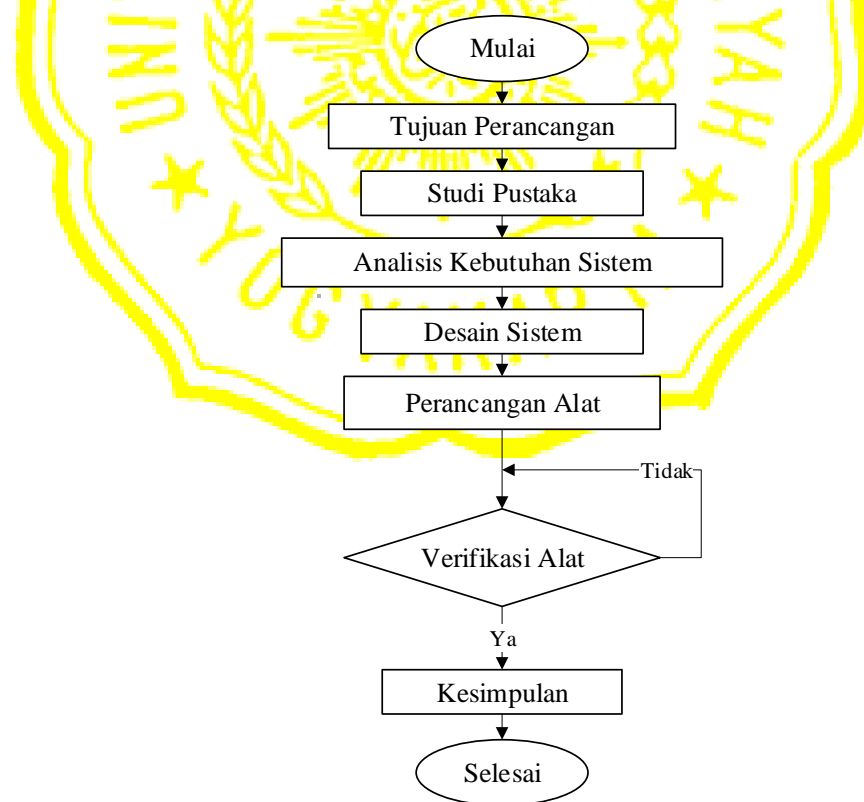 Mulai
Tujuan Perancangan
Studi Pustaka
Analisis Kebutuhan Sistem
Desain Sistem
Perancangan Alat
Tidak
Verifikasi Alat
Ya
Kesimpulan
Selesai